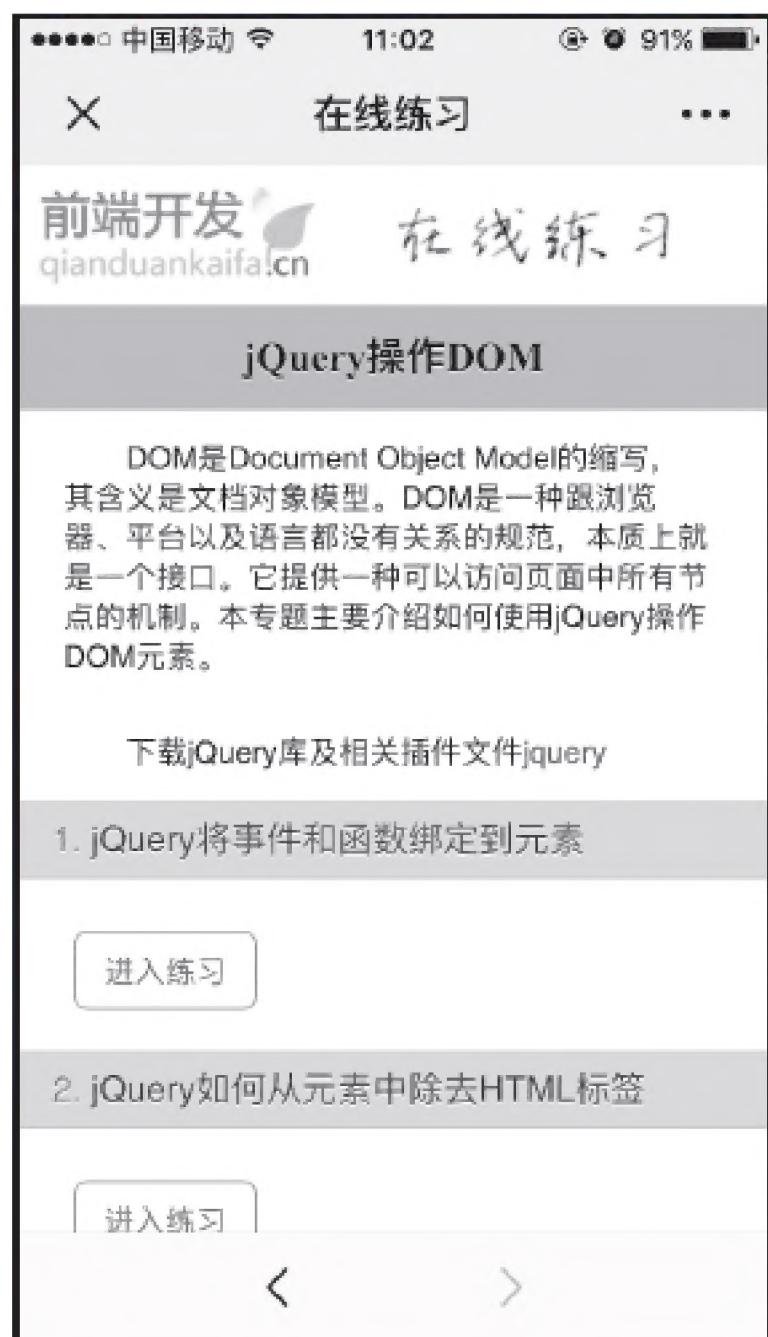 中国移动 11:02 91%
在线练习
前端开发
qianduankaifa.cn
在线练习
jQuery操作DOM
DOM是Document Object Model的缩写，
其含义是文档对象模型。DOM是一种跟浏览
器、平台以及语言都没有关系的规范，本质上就
是一个接口。它提供一种可以访问页面中所有节
点的机制。本专题主要介绍如何使用jQuery操作
DOM元素。
下载jQuery库及相关插件文件jquery
1. jQuery将事件和函数绑定到元素
进入练习
2. jQuery如何从元素中除去HTML标签
进入练习